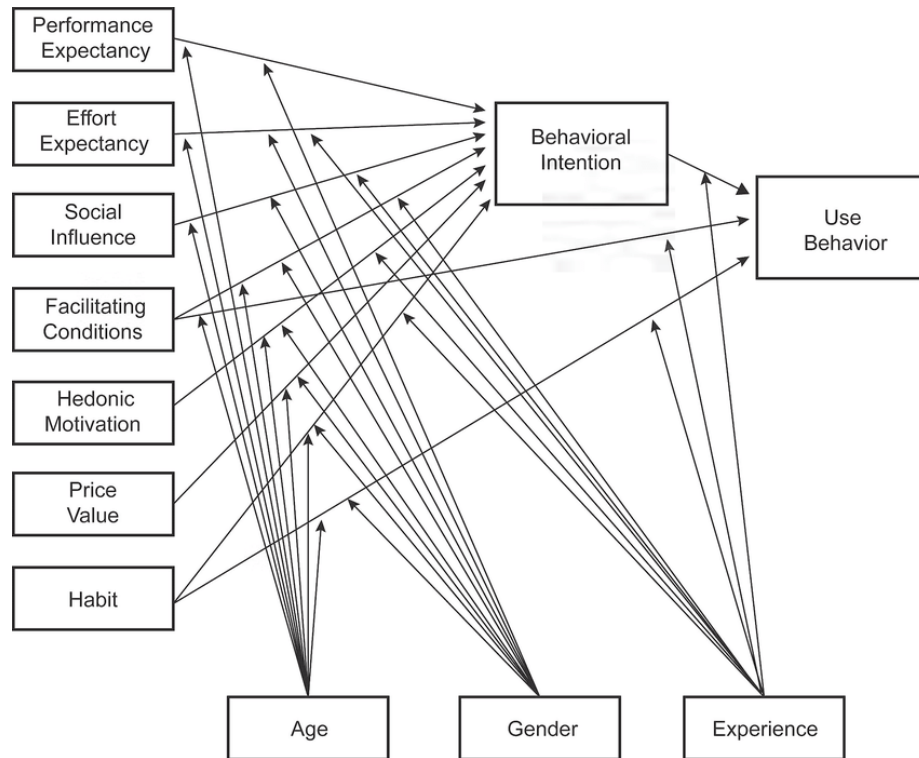 Performance
Expectancy
Effort
Expectancy
Social
Influence
Facilitating
Conditions
Hedonic
Motivation
Price
Value
Habit
Behavioral
Intention
Use
Behavior
Age
Gender
Experience